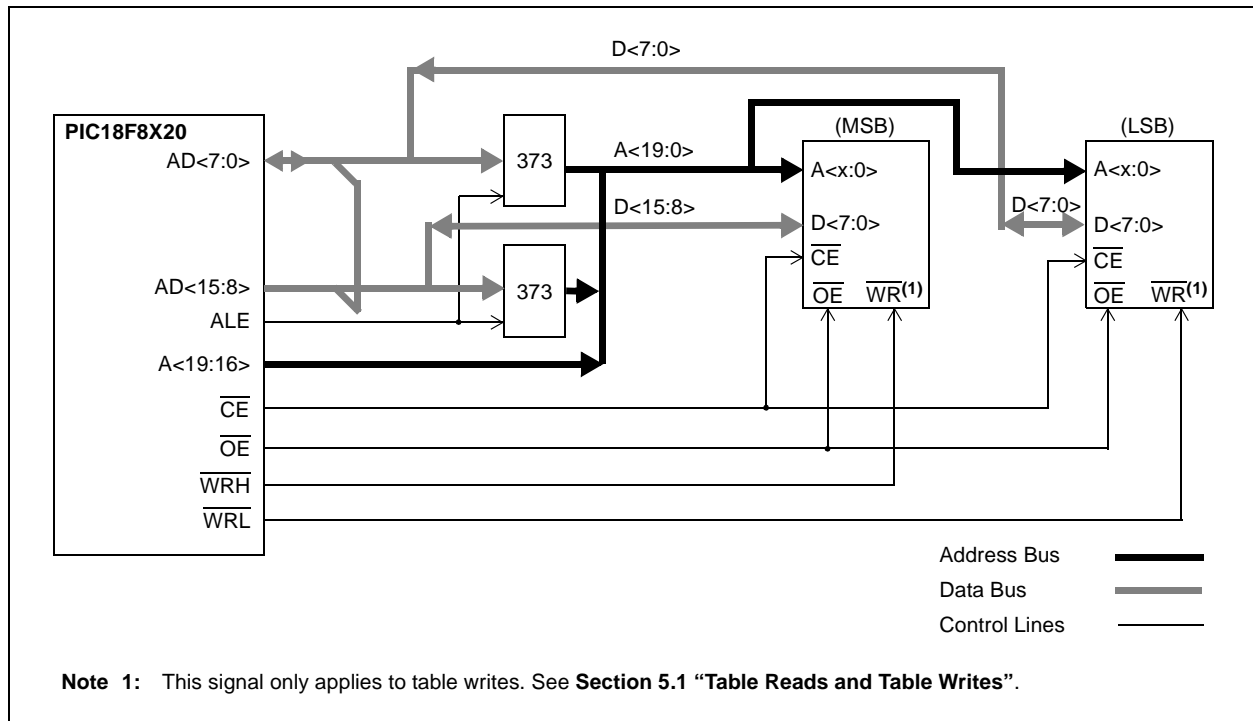 D<7:0>
PIC18F8X20
AD<7:0>
373
A<19:0>
D<15:8>
(MSB)
A<x:0>
D<7:0>
CE
OE WR(1)
(LSB)
A<x:0>
D<7:0>
D<7:0>
CE
OE WR(1)
AD<15:8>
373
ALE
A<19:16>
CE
OE
WRH
WRL
Address Bus
Data Bus
Control Lines
Note 1: This signal only applies to table writes. See Section 5.1 “Table Reads and Table Writes”.